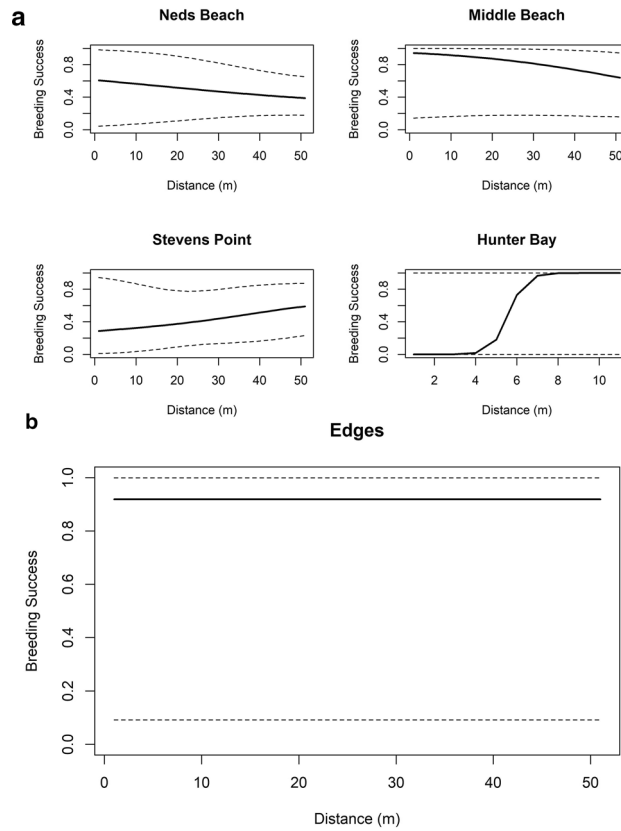 a
Neds Beach
Breeding Success
0.0 0.4 0.8
0 10 20 30 40 50
Distance (m)
Middle Beach
Breeding Success
0.0 0.4 0.8
0 10 20 30 40 50
Distance (m)
Stevens Point
Breeding Success
0.0 0.4 0.8
0 10 20 30 40 50
Distance (m)
Hunter Bay
Breeding Success
0.0 0.4 0.8
2 4 6 8 10
Distance (m)
b
Edges
Breeding Success
0.0 0.2 0.4 0.6 0.8 1.0
0 10 20 30 40 50
Distance (m)